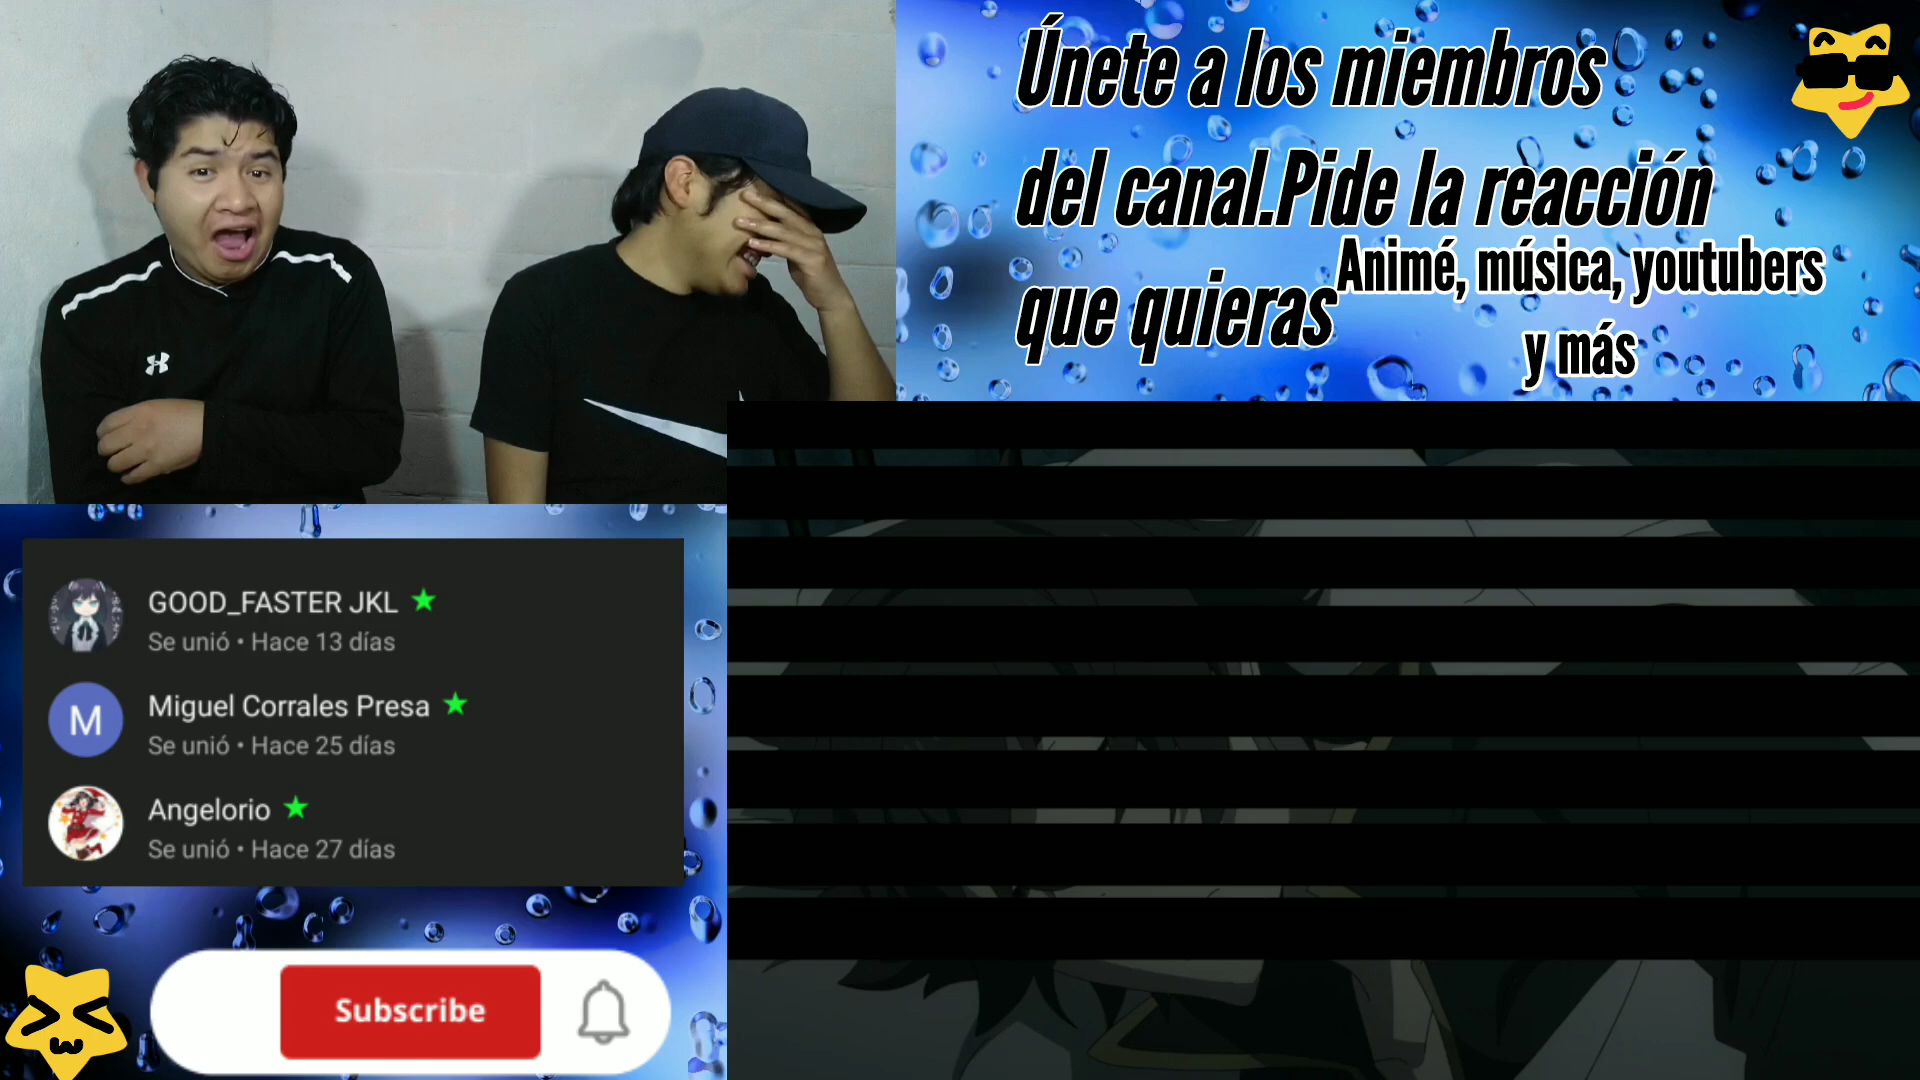 Únete a los miembros
del canal.Pide la reacción
que quieras
Animé, música, youtubers
y más
GOOD_FASTER JKL
Se unió • Hace 13 días
M
Miguel Corrales Presa
Se unió • Hace 25 días
Angelorio
Se unió • Hace 27 días
Subscribe